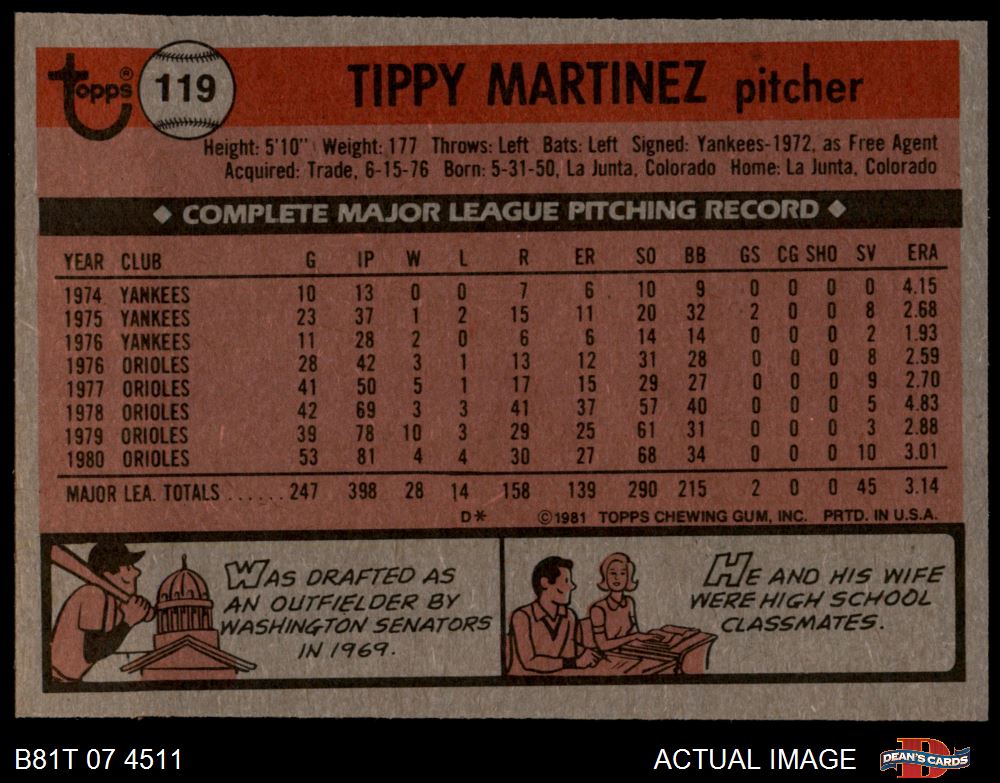 topps® 119 TIPPY MARTINEZ pitcher
Height: 5'10" Weight: 177 Throws: Left Bats: Left Signed: Yankees-1972, as Free Agent
Acquired: Trade, 6-15-76 Born: 5-31-50, La Junta, Colorado Home: La Junta, Colorado
◆ COMPLETE MAJOR LEAGUE PITCHING RECORD ◆
YEAR CLUB G IP W L R ER SO BB GS CG SHO SV ERA
1974 YANKEES 10 13 0 0 7 6 10 9 0 0 0 0 4.15
1975 YANKEES 23 37 1 2 15 11 20 32 2 0 0 8 2.68
1976 YANKEES 11 28 2 0 6 6 14 14 0 0 0 2 1.93
1976 ORIOLES 28 42 3 1 13 12 31 28 0 0 0 8 2.59
1977 ORIOLES 41 50 5 1 17 15 29 27 0 0 0 9 2.70
1978 ORIOLES 42 69 3 3 41 37 57 40 0 0 0 5 4.83
1979 ORIOLES 39 78 10 3 29 25 61 31 0 0 0 3 2.88
1980 ORIOLES 53 81 4 4 30 27 68 34 0 0 0 10 3.01
MAJOR LEA. TOTALS ...... 247 398 28 14 158 139 290 215 2 0 0 45 3.14
D* ©1981 TOPPS CHEWING GUM, INC. PRTD. IN U.S.A.
WAS DRAFTED AS
AN OUTFIELDER BY
WASHINGTON SENATORS
IN 1969.
HE AND HIS WIFE
WERE HIGH SCHOOL
CLASSMATES.
B81T 07 4511 ACTUAL IMAGE DEAN'S CARDS